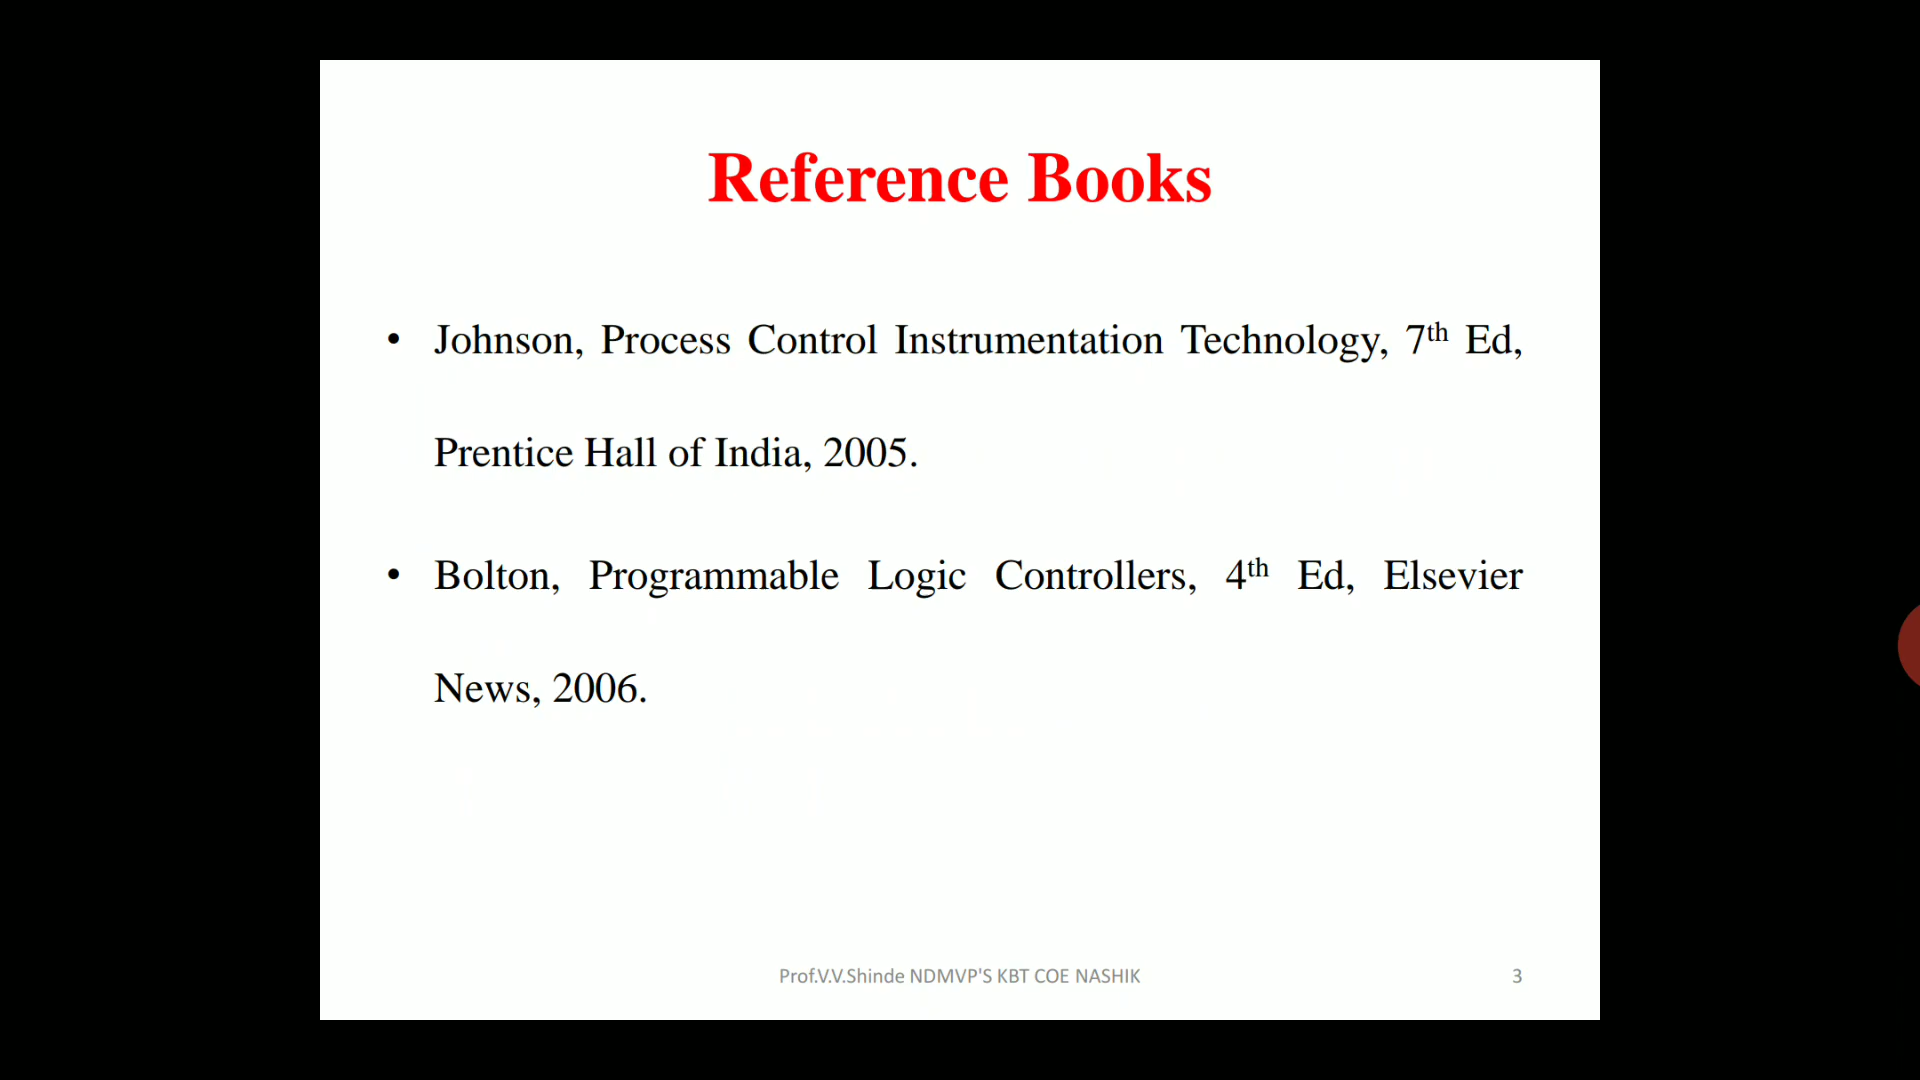 Reference Books
• Johnson, Process Control Instrumentation Technology, 7th Ed,
Prentice Hall of India, 2005.
• Bolton, Programmable Logic Controllers, 4th Ed, Elsevier
News, 2006.
Prof.V.V.Shinde NDMVP'S KBT COE NASHIK
3